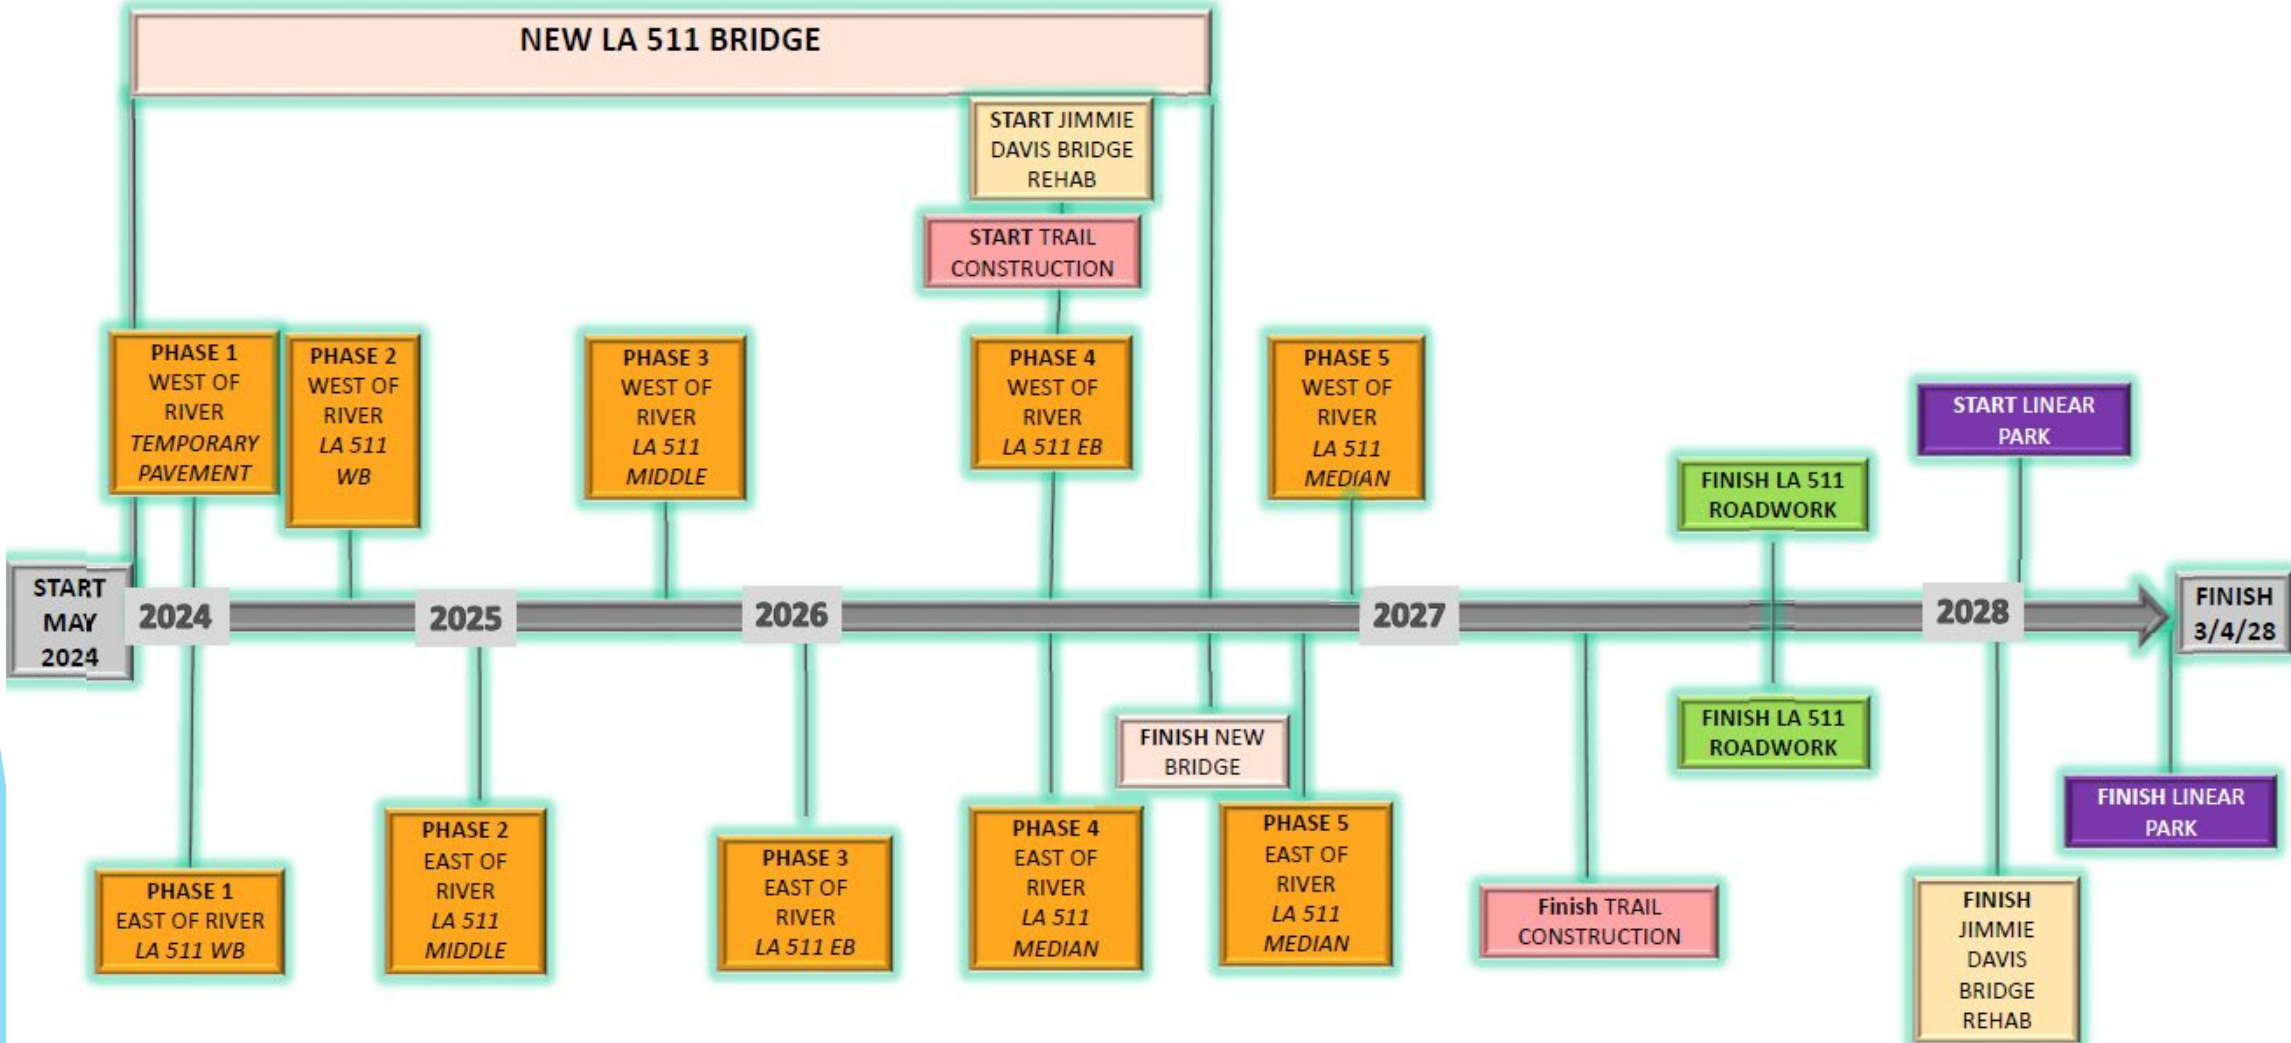 NEW LA 511 BRIDGE
START JIMMIE
DAVIS BRIDGE
REHAB
START TRAIL
CONSTRUCTION
PHASE 1
WEST OF
RIVER
TEMPORARY
PAVEMENT
PHASE 2
WEST OF
RIVER
LA 511
WB
PHASE 3
WEST OF
RIVER
LA 511
MIDDLE
PHASE 4
WEST OF
RIVER
LA 511 EB
PHASE 5
WEST OF
RIVER
LA 511
MEDIAN
FINISH LA 511
ROADWORK
START LINEAR
PARK
START
MAY
2024
2024
2025
2026
2027
2028
FINISH
3/4/28
PHASE 1
EAST OF RIVER
LA 511 WB
PHASE 2
EAST OF
RIVER
LA 511
MIDDLE
PHASE 3
EAST OF
RIVER
LA 511 EB
PHASE 4
EAST OF
RIVER
LA 511
MEDIAN
FINISH NEW
BRIDGE
PHASE 5
EAST OF
RIVER
LA 511
MEDIAN
Finish TRAIL
CONSTRUCTION
FINISH LA 511
ROADWORK
FINISH
JIMMIE
DAVIS
BRIDGE
REHAB
FINISH LINEAR
PARK